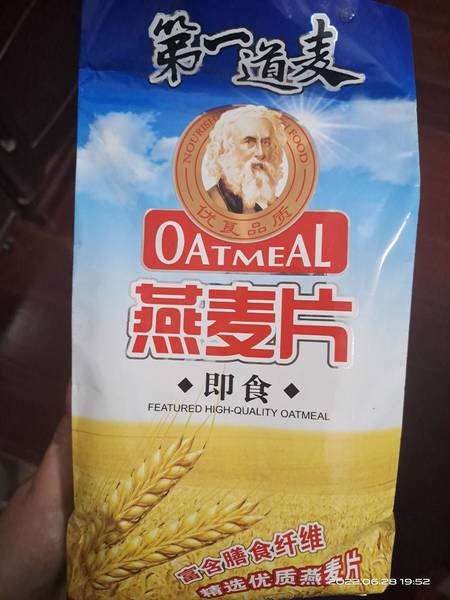 第一道麦
NOURISH FOOD
优良品质
OATMEAL
燕麦片
即食
FEATURED HIGH-QUALITY OATMEAL
富含膳食纤维
精选优质燕麦片
2022.06.28 19:52